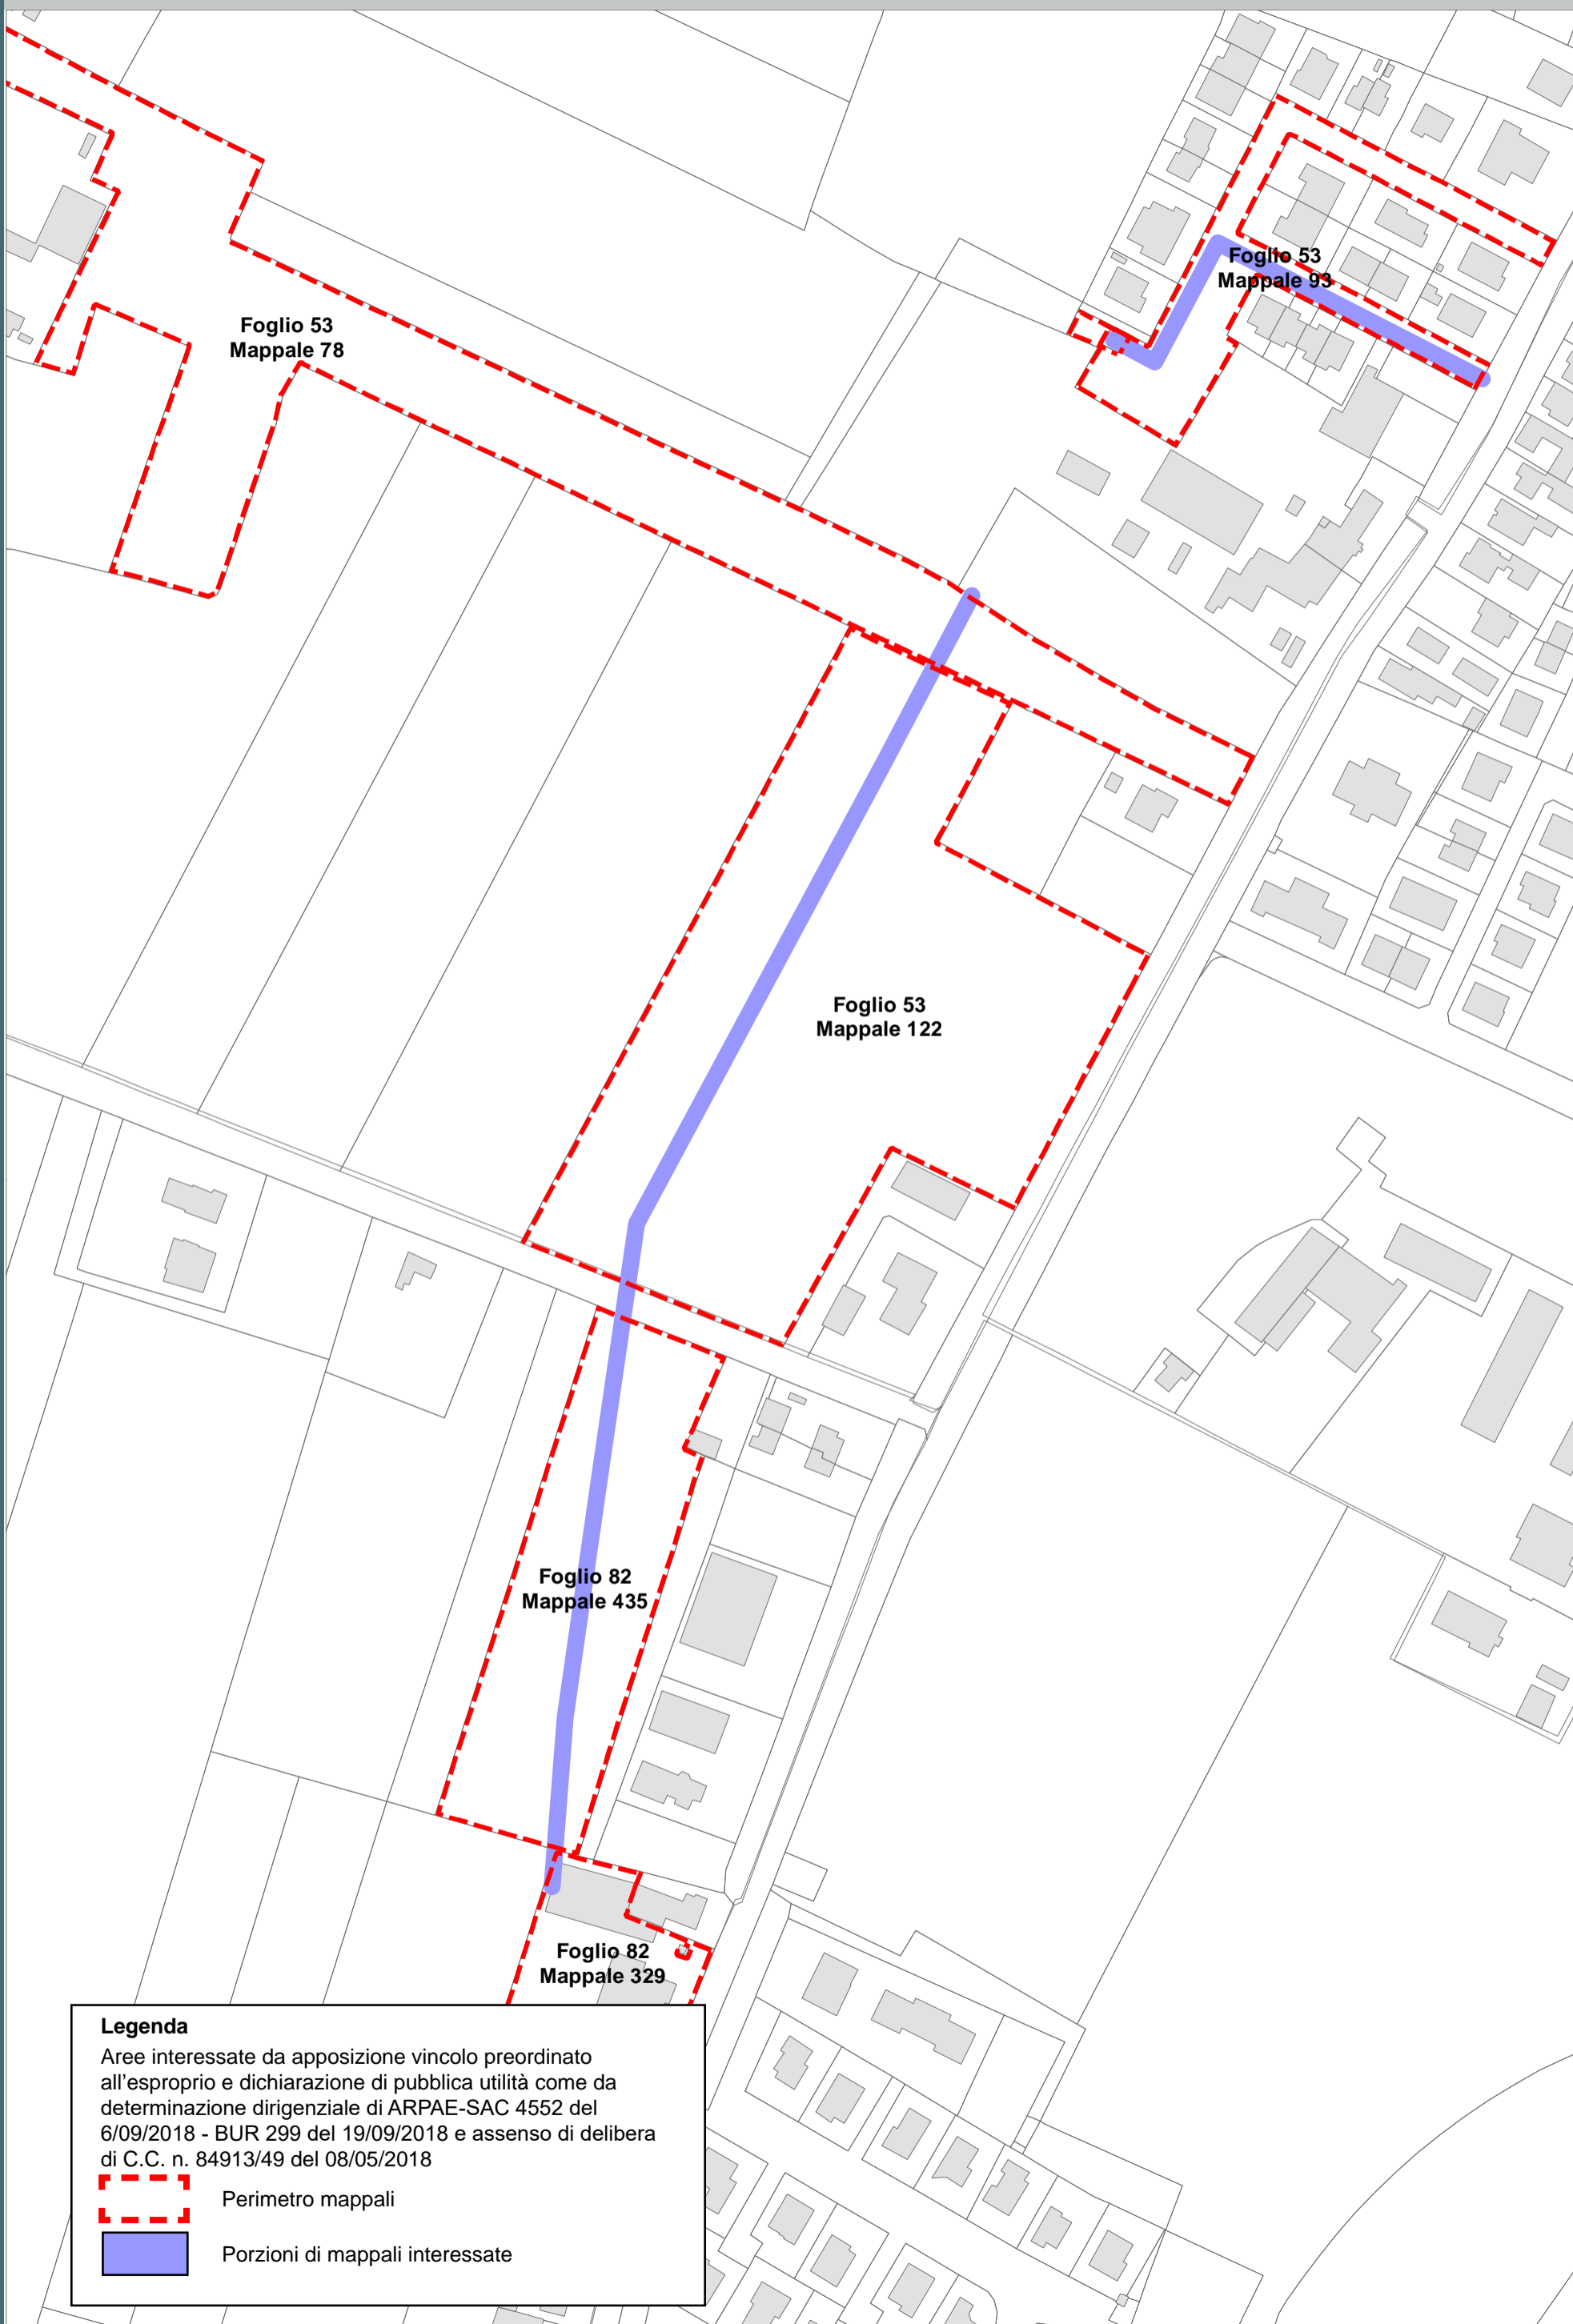 Foglio 53
Mappale 93
Foglio 53
Mappale 78
Foglio 53
Mappale 122
Foglio 82
Mappale 435
Foglio 82
Mappale 329
Legenda
Aree interessate da apposizione vincolo preordinato
all'esproprio e dichiarazione di pubblica utilità come da
determinazione dirigenziale di ARPAE-SAC 4552 del
6/09/2018 - BUR 299 del 19/09/2018 e assenso di delibera
di C.C. n. 84913/49 del 08/05/2018
Perimetro mappali
Porzioni di mappali interessate